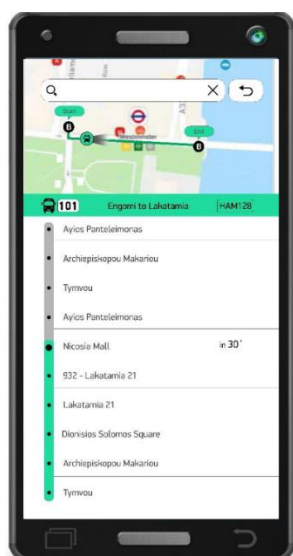 Start
Westminster
End
B
B
101 Engomi to Lakatamia HAM128
Ayios Panteleimonas
Archiepiskopou Makariou
Tymvou
Ayios Panteleimonas
Nicosia Mall in 30'
932 - Lakatamia 21
Lakatamia 21
Dionisios Solomos Square
Archiepiskopou Makariou
Tymvou